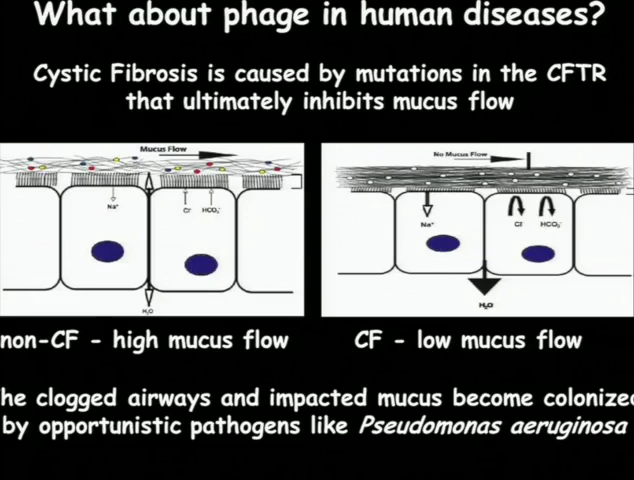 What about phage in human diseases?
Cystic Fibrosis is caused by mutations in the CFTR
that ultimately inhibits mucus flow
Mucus Flow
Na⁺
Cl⁻
HCO₃⁻
H₂O
No Mucus Flow
Na⁺
Cl⁻
HCO₃⁻
H₂O
non-CF - high mucus flow
CF - low mucus flow
he clogged airways and impacted mucus become colonized
by opportunistic pathogens like Pseudomonas aeruginosa